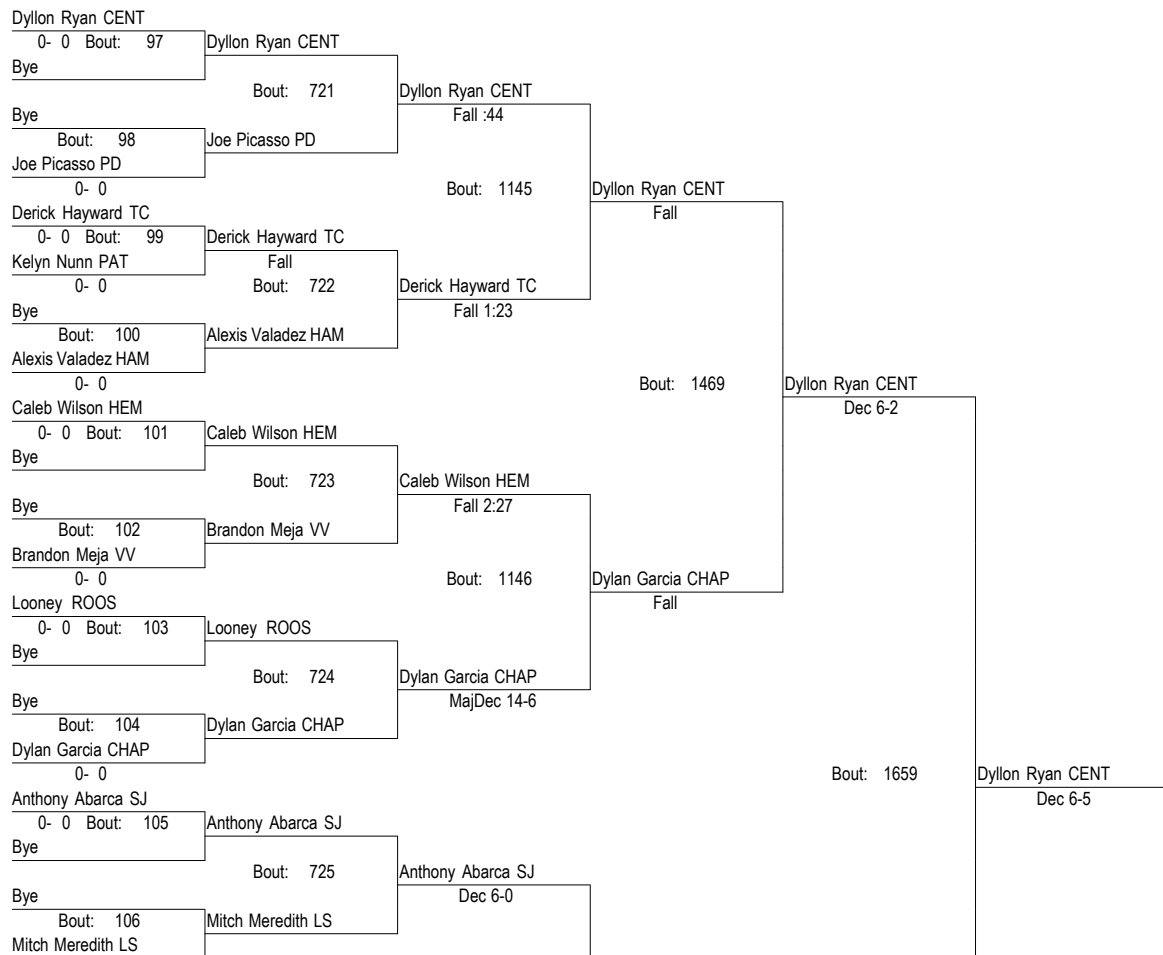 Dyllon Ryan CENT
0- 0 Bout: 97 Dyllon Ryan CENT
Bye
Bout: 721 Dyllon Ryan CENT
Bye Fall :44
Bout: 98 Joe Picasso PD
Joe Picasso PD
0- 0 Bout: 1145 Dyllon Ryan CENT
Derick Hayward TC Fall
0- 0 Bout: 99 Derick Hayward TC
Kelyn Nunn PAT Fall
0- 0 Bout: 722 Derick Hayward TC
Bye Fall 1:23
Bout: 100 Alexis Valadez HAM
Alexis Valadez HAM
0- 0 Bout: 1469 Dyllon Ryan CENT
Caleb Wilson HEM Dec 6-2
0- 0 Bout: 101 Caleb Wilson HEM
Bye
Bout: 723 Caleb Wilson HEM
Bye Fall 2:27
Bout: 102 Brandon Meja VV
Brandon Meja VV
0- 0 Bout: 1146 Dylan Garcia CHAP
Looney ROOS Fall
0- 0 Bout: 103 Looney ROOS
Bye
Bout: 724 Dylan Garcia CHAP
Bye MajDec 14-6
Bout: 104 Dylan Garcia CHAP
Dylan Garcia CHAP
0- 0 Bout: 1659 Dyllon Ryan CENT
Anthony Abarca SJ Dec 6-5
0- 0 Bout: 105 Anthony Abarca SJ
Bye
Bout: 725 Anthony Abarca SJ
Bye Dec 6-0
Bout: 106 Mitch Meredith LS
Mitch Meredith LS